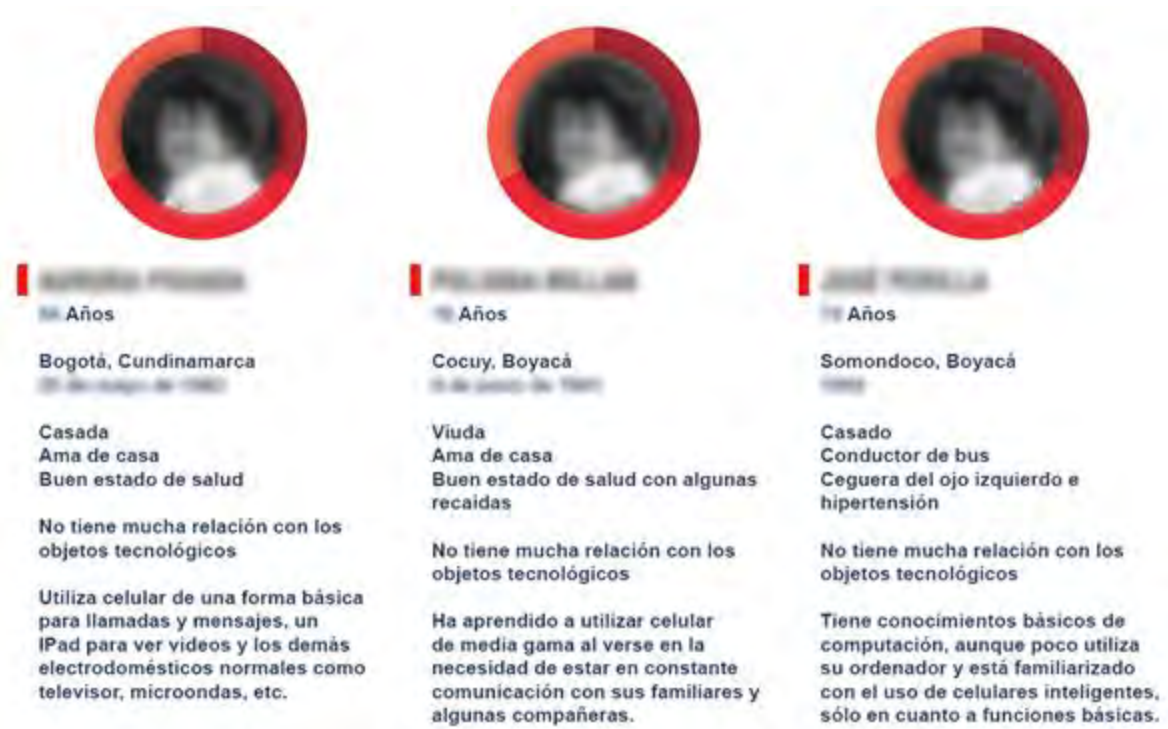 Años
Bogotá, Cundinamarca
Casada
Ama de casa
Buen estado de salud
No tiene mucha relación con los
objetos tecnológicos
Utiliza celular de una forma básica
para llamadas y mensajes, un
IPad para ver videos y los demás
electrodomésticos normales como
televisor, microondas, etc.
Años
Cocuy, Boyacá
Viuda
Ama de casa
Buen estado de salud con algunas
recaidas
No tiene mucha relación con los
objetos tecnológicos
Ha aprendido a utilizar celular
de media gama al verse en la
necesidad de estar en constante
comunicación con sus familiares y
algunas compañeras.
Años
Somondoco, Boyacá
Casado
Conductor de bus
Ceguera del ojo izquierdo e
hipertensión
No tiene mucha relación con los
objetos tecnológicos
Tiene conocimientos básicos de
computación, aunque poco utiliza
su ordenador y está familiarizado
con el uso de celulares inteligentes,
sólo en cuanto a funciones básicas.